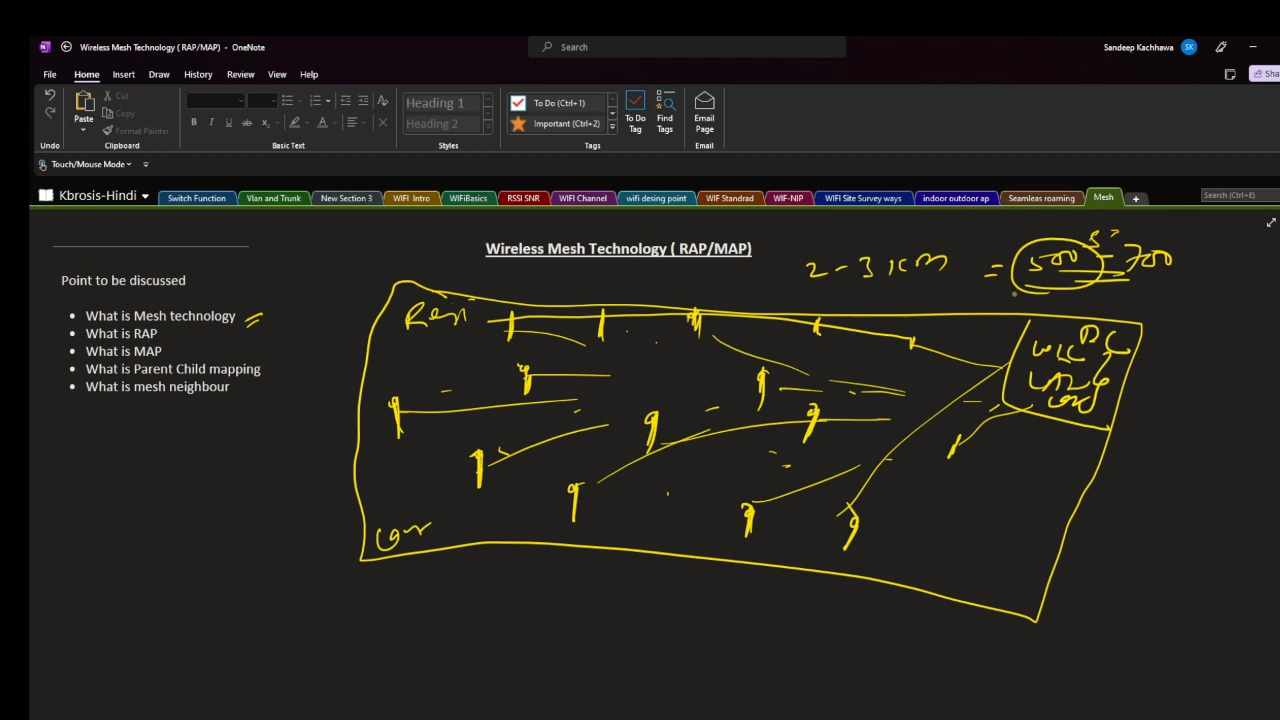 Wireless Mesh Technology ( RAP/MAP) - OneNote
Search
Sandeep Kachhawa SK
File Home Insert Draw History Review View Help
Sha
Paste
Cut
Copy
Format Painter
Heading 1
Heading 2
To Do (Ctrl+1)
Important (Ctrl+2)
To Do Tag
Find Tags
Email Page
Undo Clipboard Basic Text Styles Tags Email
Touch/Mouse Mode
Kbrosis-Hindi
Switch Function Vlan and Trunk New Section 3 WIFI Intro WiFiBasics RSSI SNR WIFI Channel wifi desing point WIF Standrad WIF-NIP WIFI Site Survey ways indoor outdoor ap Seamleas roaming Mesh
Search (Ctrl+E)
Wireless Mesh Technology ( RAP/MAP)
2 - 3 KM = 500 - 700
Point to be discussed
• What is Mesh technology
• What is RAP
• What is MAP
• What is Parent Child mapping
• What is mesh neighbour
DC
WLC